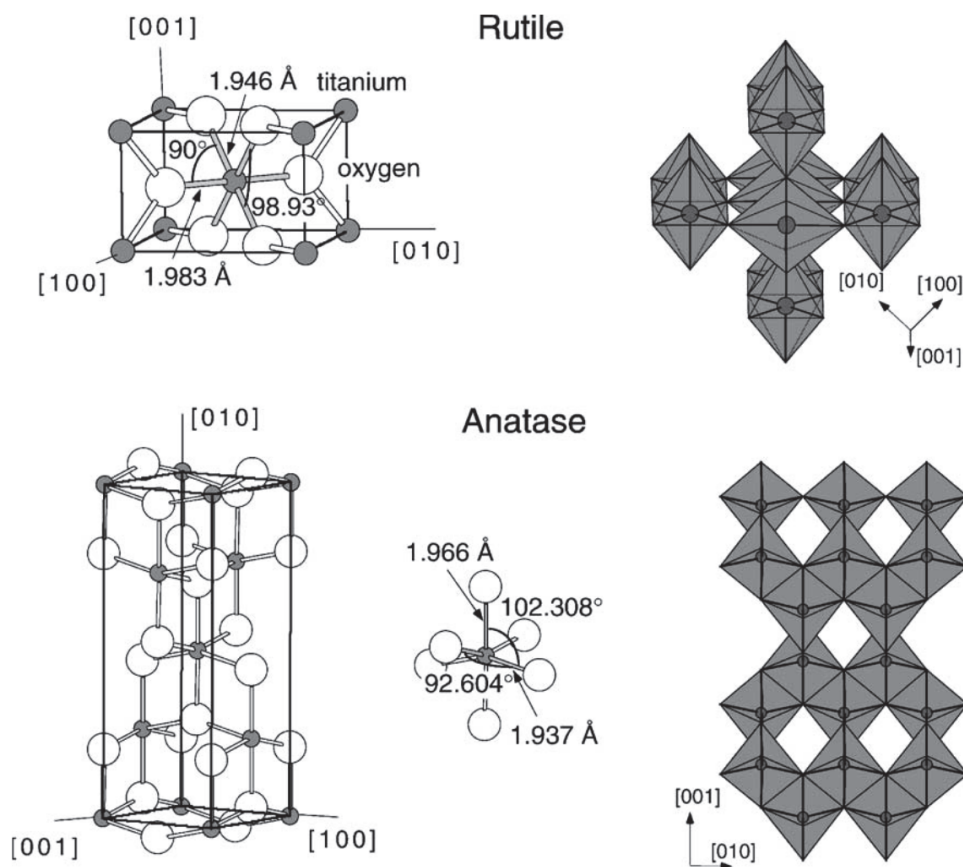 Rutile
[001]
1.946 Å
titanium
90°
oxygen
98.93°
[010]
[100]
1.983 Å
[010]
[100]
[001]
Anatase
[010]
1.966 Å
102.308°
92.604°
1.937 Å
[001]
[100]
[001]
[010]